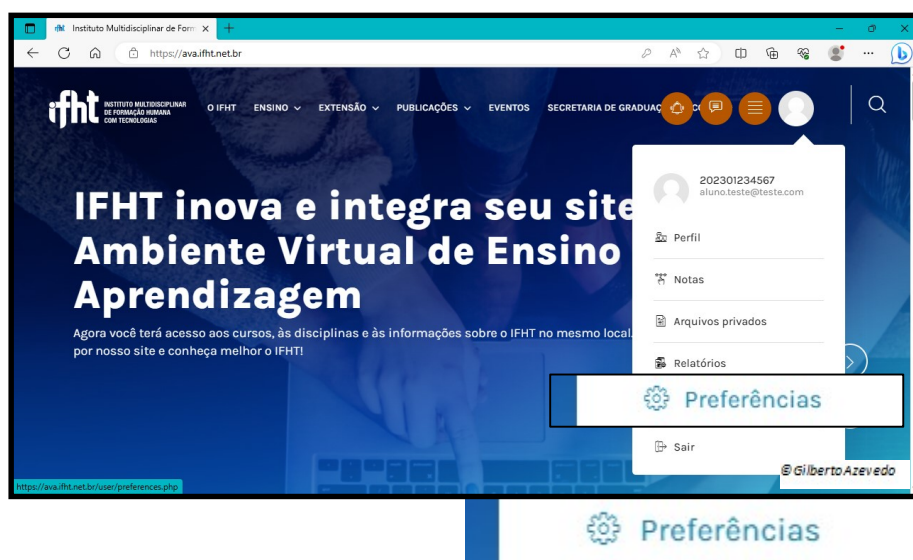 Instituto Multidisciplinar de Form
https://ava.ifht.net.br
ifht INSTITUTO MULTIDISCIPLINAR
DE FORMAÇÃO HUMANA
COM TECNOLOGIAS
O IFHT ENSINO EXTENSÃO PUBLICAÇÕES EVENTOS SECRETARIA DE GRADUAÇ
202301234567
aluno.teste@teste.com
IFHT inova e integra seu site
Ambiente Virtual de Ensino
Aprendizagem
Agora você terá acesso aos cursos, às disciplinas e às informações sobre o IFHT no mesmo local.
por nosso site e conheça melhor o IFHT!
Perfil
Notas
Arquivos privados
Relatórios
Preferências
Sair
© Gilberto Azevedo
https://ava.ifht.net.br/user/preferences.php
Preferências